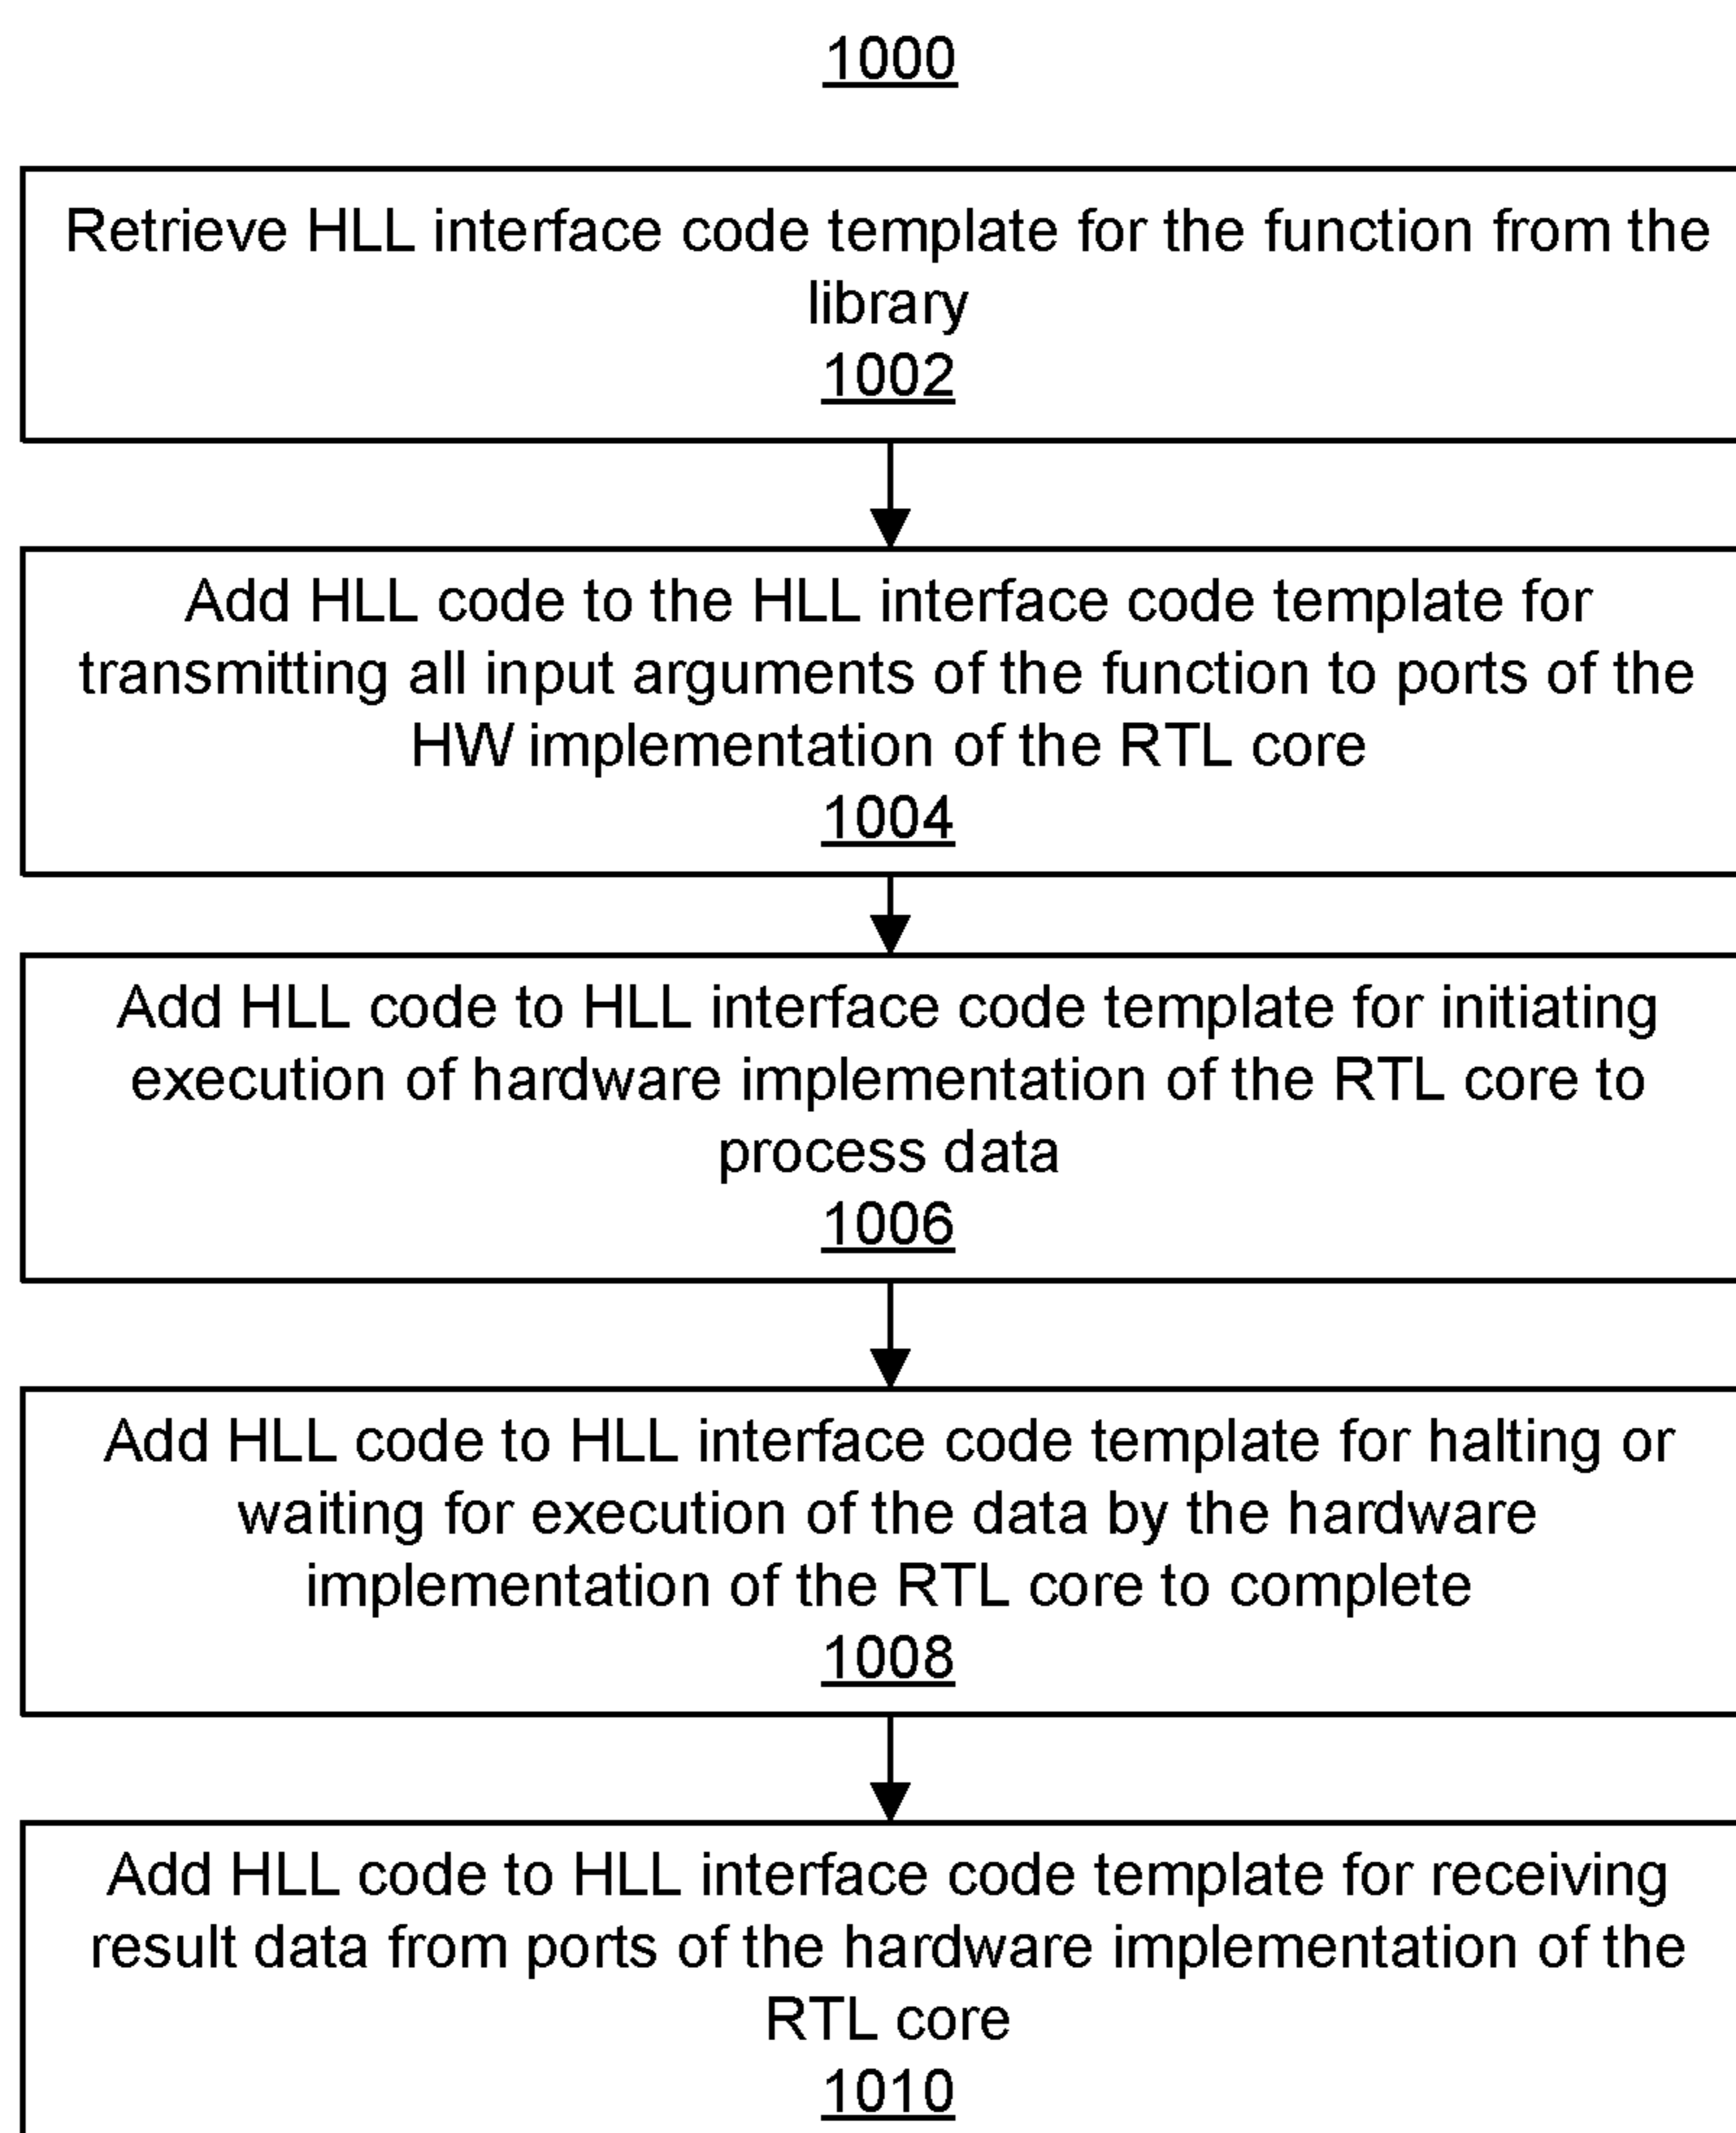 1000
Retrieve HLL interface code template for the function from the
library
1002
Add HLL code to the HLL interface code template for
transmitting all input arguments of the function to ports of the
HW implementation of the RTL core
1004
Add HLL code to HLL interface code template for initiating
execution of hardware implementation of the RTL core to
process data
1006
Add HLL code to HLL interface code template for halting or
waiting for execution of the data by the hardware
implementation of the RTL core to complete
1008
Add HLL code to HLL interface code template for receiving
result data from ports of the hardware implementation of the
RTL core
1010